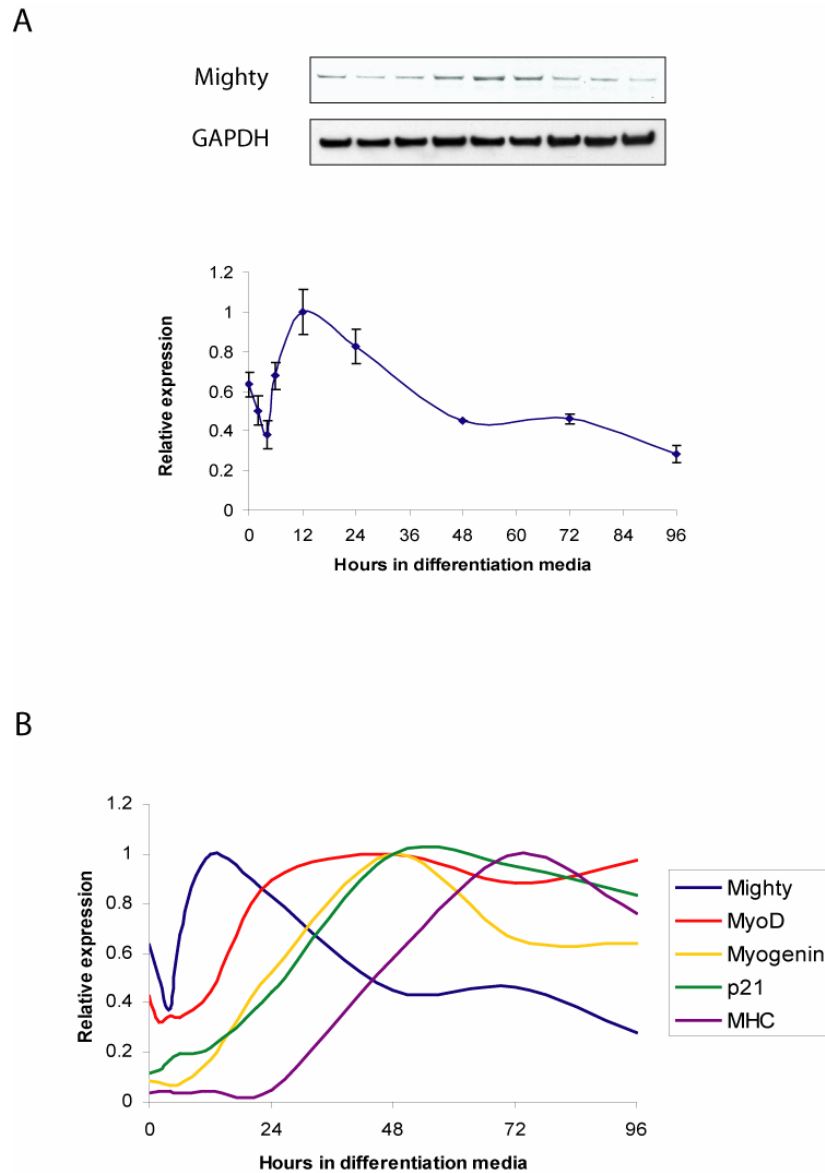 A
Mighty
GAPDH
1.2
1
0.8
0.6
0.4
0.2
0
Relative expression
0 12 24 36 48 60 72 84 96
Hours in differentiation media
B
1.2
1
0.8
0.6
0.4
0.2
0
Relative expression
0 24 48 72 96
Hours in differentiation media
Mighty
MyoD
Myogenin
p21
MHC